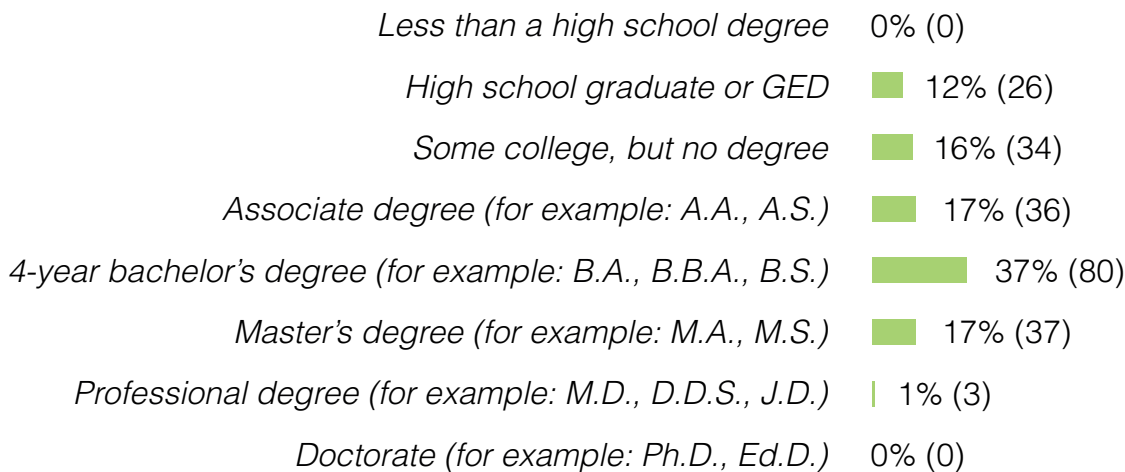 Less than a high school degree 0% (0)
High school graduate or GED 12% (26)
Some college, but no degree 16% (34)
Associate degree (for example: A.A., A.S.) 17% (36)
4-year bachelor’s degree (for example: B.A., B.B.A., B.S.) 37% (80)
Master’s degree (for example: M.A., M.S.) 17% (37)
Professional degree (for example: M.D., D.D.S., J.D.) 1% (3)
Doctorate (for example: Ph.D., Ed.D.) 0% (0)